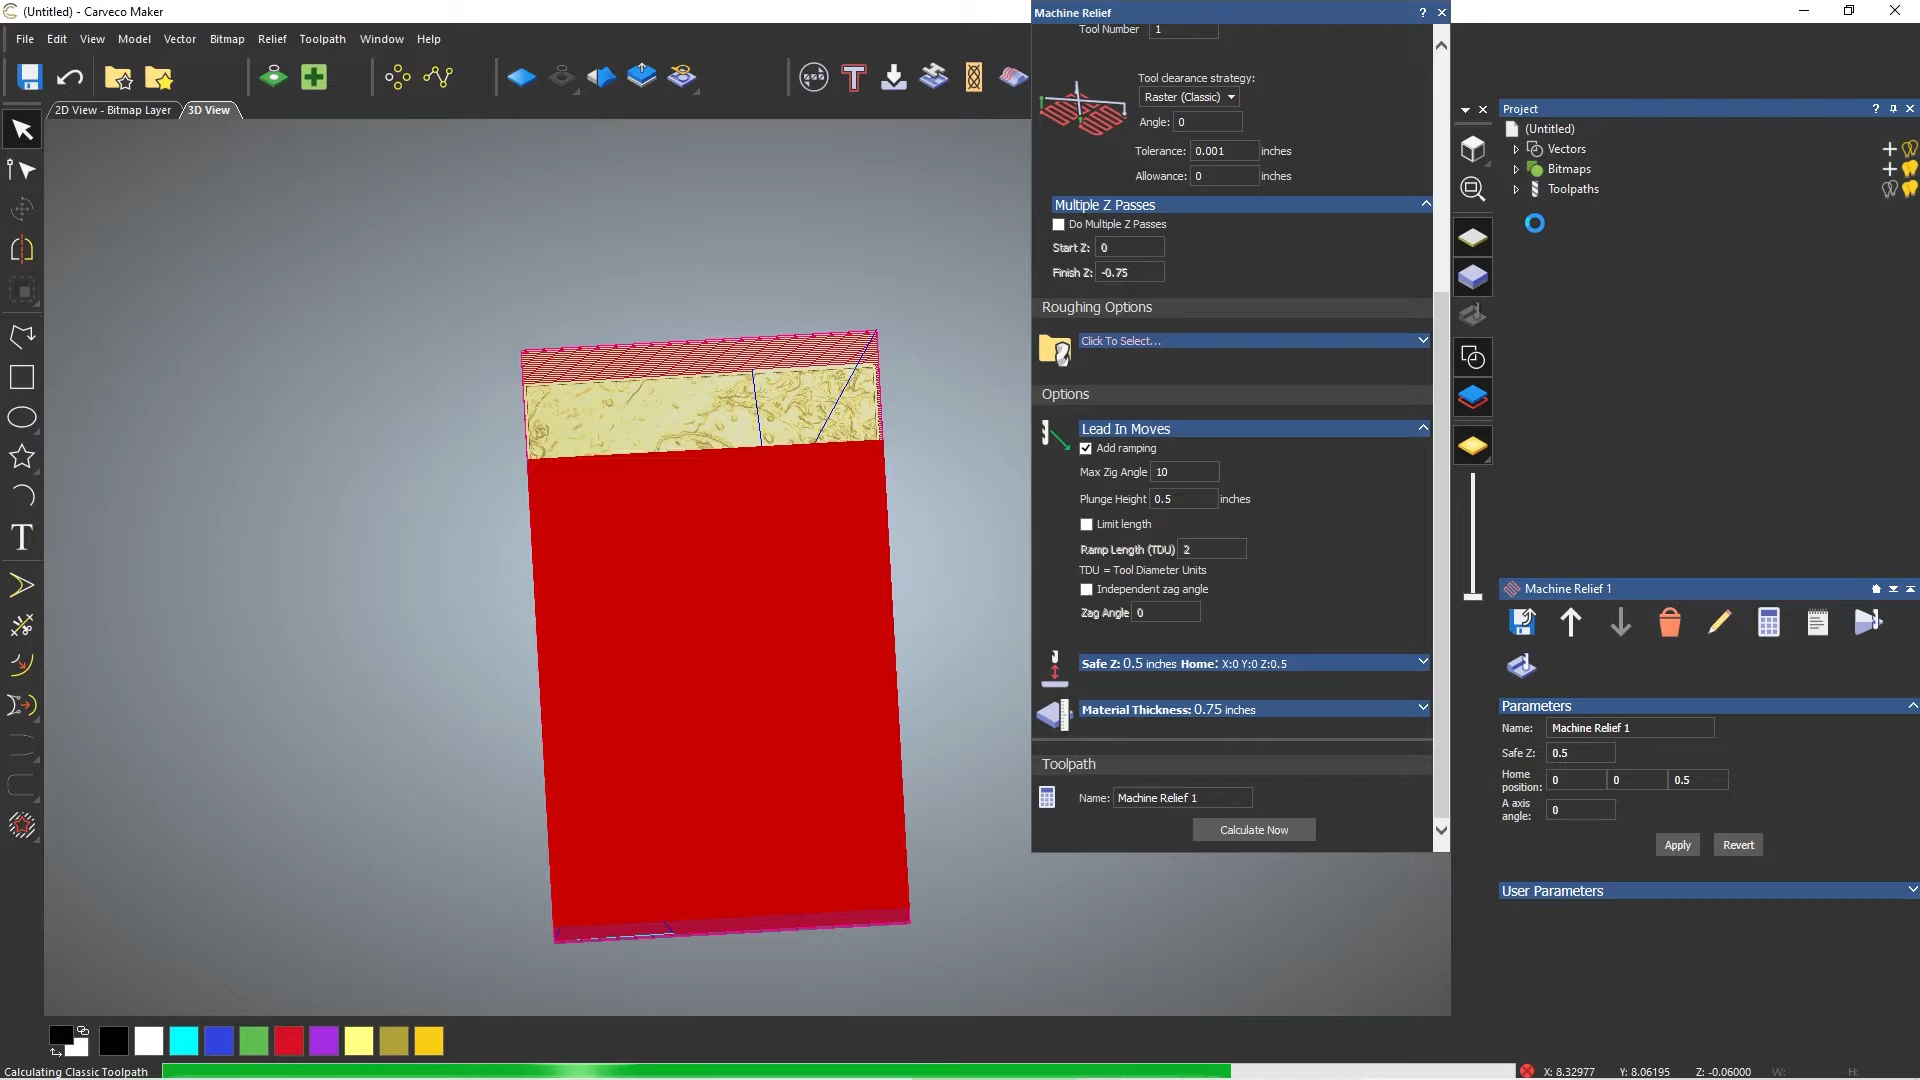 (Untitled) - Carveco Maker
File Edit View Model Vector Bitmap Relief Toolpath Window Help
2D View - Bitmap Layer 3D View
T
Machine Relief ?
Tool Number 1
Tool clearance strategy:
Raster (Classic)
Angle: 0
Tolerance: 0.001 inches
Allowance: 0 inches
Multiple Z Passes
Do Multiple Z Passes
Start Z: 0
Finish Z: -0.75
Roughing Options
Click To Select...
Options
Lead In Moves
Add ramping
Max Zig Angle 10
Plunge Height 0.5 inches
Limit length
Ramp Length (TDU) 2
TDU = Tool Diameter Units
Independent zag angle
Zag Angle 0
Safe Z: 0.5 inches Home: X:0 Y:0 Z:0.5
Material Thickness: 0.75 inches
Toolpath
Name: Machine Relief 1
Calculate Now
Project ?
(Untitled)
Vectors
Bitmaps
Toolpaths
Machine Relief 1
Parameters
Name: Machine Relief 1
Safe Z: 0.5
Home position: 0 0 0.5
A axis angle: 0
Apply Revert
User Parameters
Calculating Classic Toolpath
X: 8.32977 Y: 8.06195 Z: -0.06000 W: H: